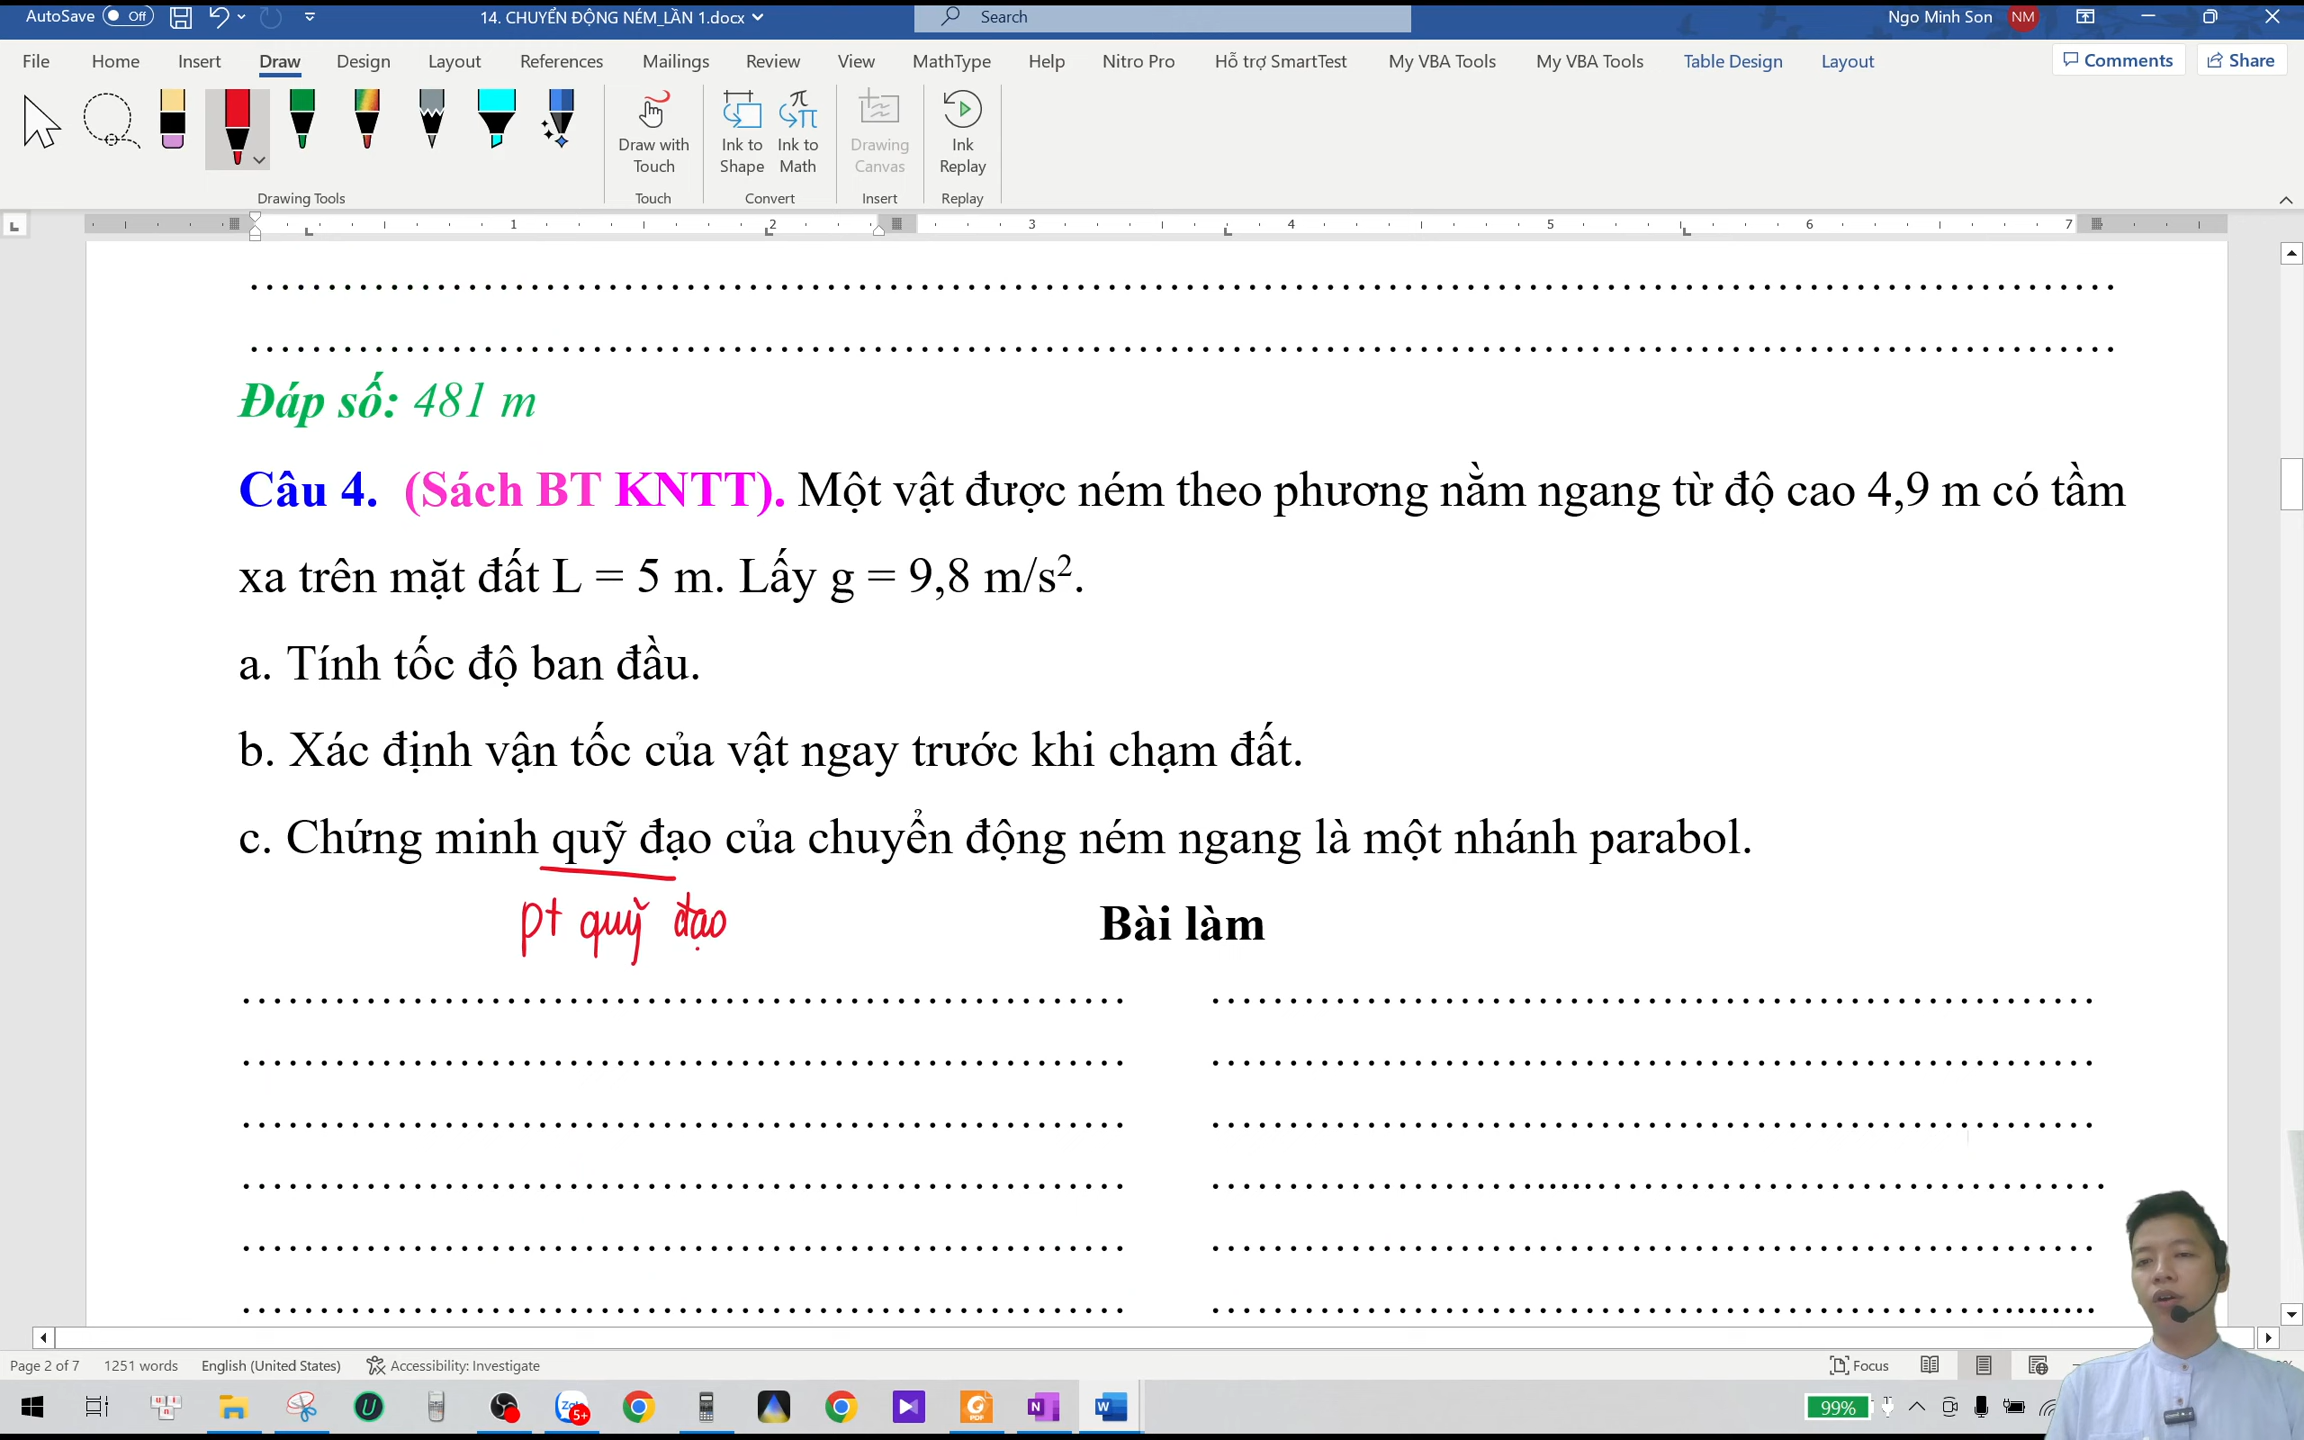 AutoSave Off 14. CHUYỂN ĐỘNG NÉM_LẦN 1.docx Search Ngo Minh Son NM
File Home Insert Draw Design Layout References Mailings Review View MathType Help Nitro Pro Hỗ trợ SmartTest My VBA Tools My VBA Tools Table Design Layout Comments Share
Draw with Touch Ink to Shape Ink to Math Drawing Canvas Ink Replay
Drawing Tools Touch Convert Insert Replay
1 2 3 4 5 6 7
Đáp số: 481 m
Câu 4. (Sách BT KNTT). Một vật được ném theo phương nằm ngang từ độ cao 4,9 m có tầm
xa trên mặt đất L = 5 m. Lấy g = 9,8 m/s².
a. Tính tốc độ ban đầu.
b. Xác định vận tốc của vật ngay trước khi chạm đất.
c. Chứng minh quỹ đạo của chuyển động ném ngang là một nhánh parabol.
pt quỹ đạo
Bài làm
Page 2 of 7 1251 words English (United States) Accessibility: Investigate Focus
99%